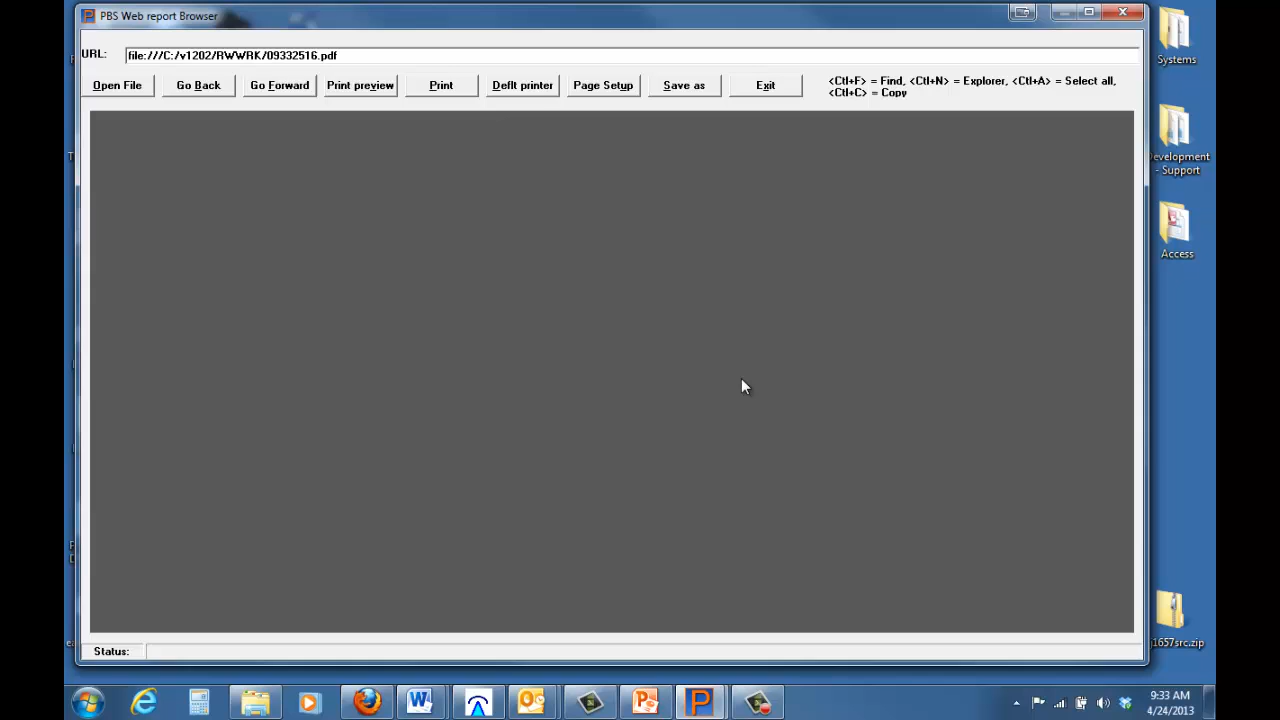 PBS Web report Browser
URL: file:///C:/v1202/RWWRK/09332516.pdf
Open File Go Back Go Forward Print preview Print Deflt printer Page Setup Save as Exit <Ctl+F> = Find, <Ctl+N> = Explorer, <Ctl+A> = Select all,
<Ctl+C> = Copy
Status:
Systems
Development
- Support
Access
1657src.zip
9:33 AM
4/24/2013